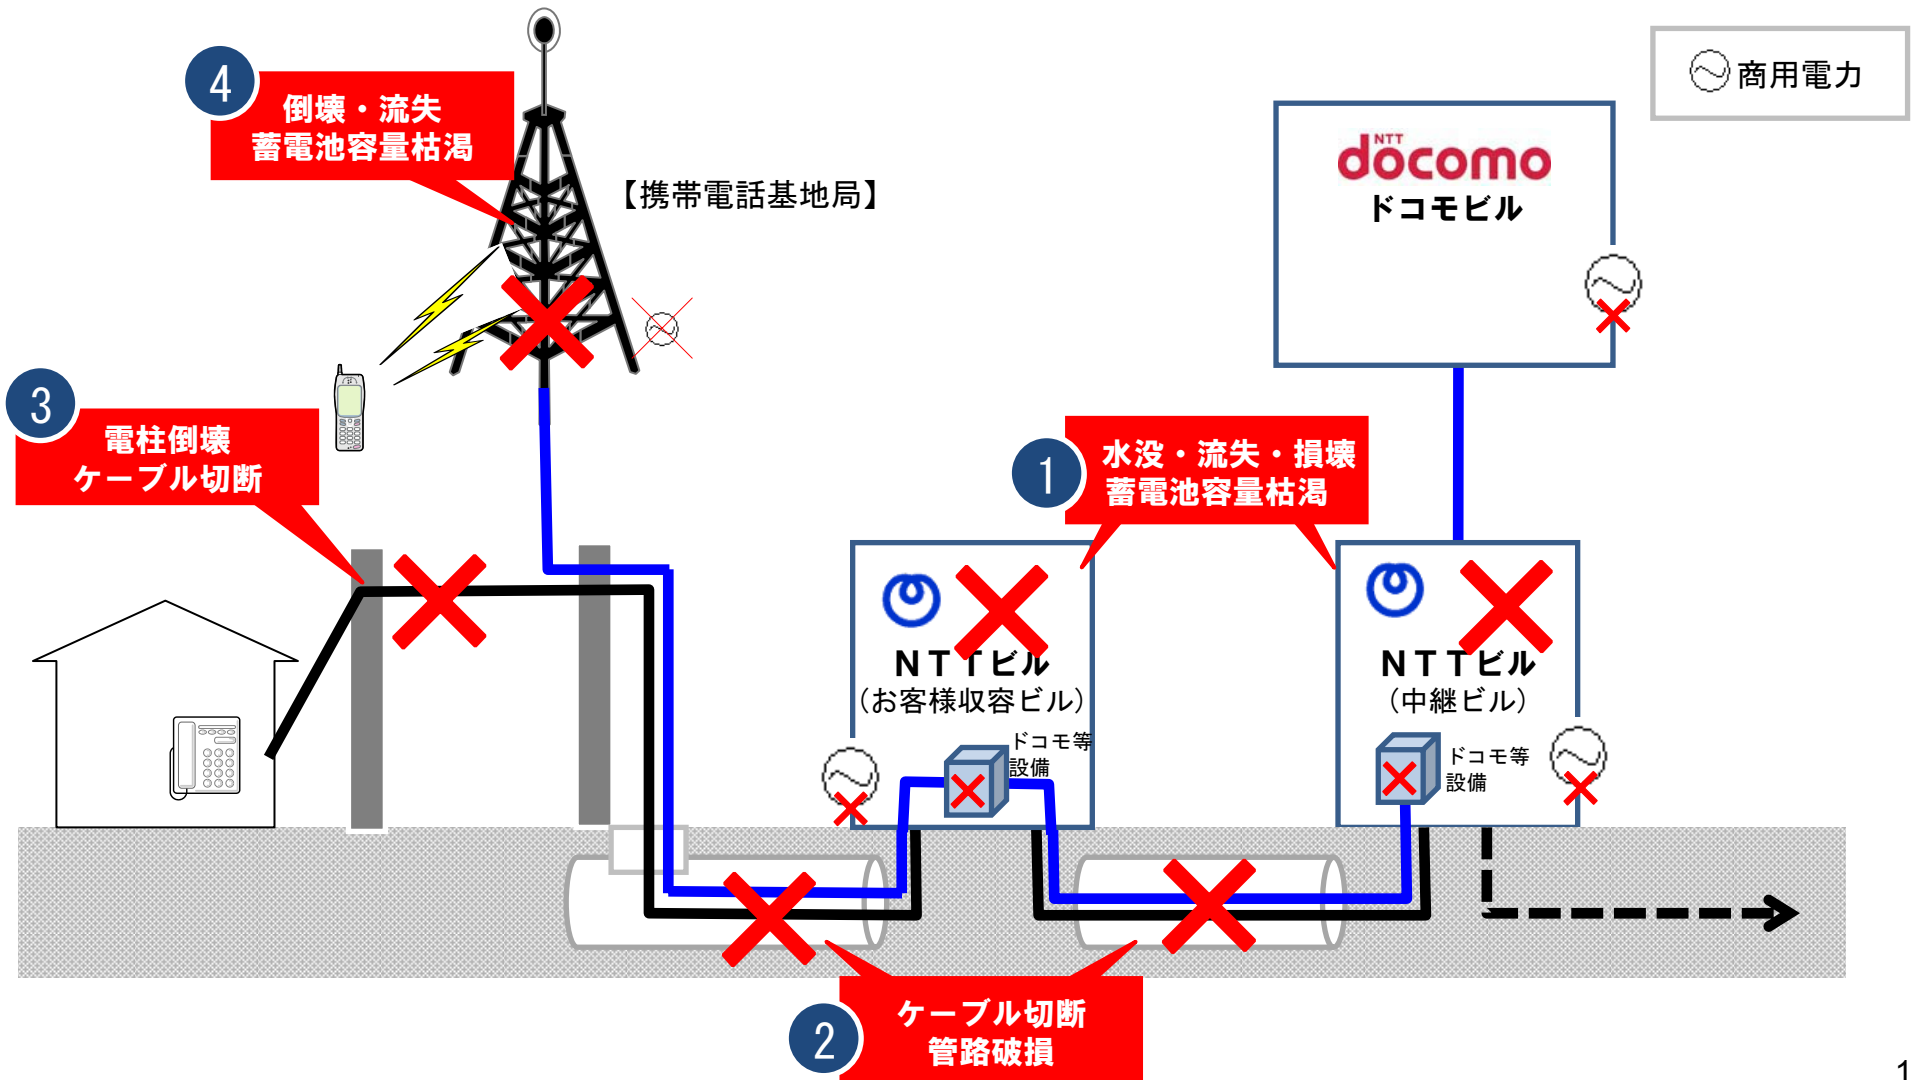 4
倒壊・流失
蓄電池容量枯渇
【携帯電話基地局】
商用電力
NTT
docomo
ドコモビル
3
電柱倒壊
ケーブル切断
1
水没・流失・損壊
蓄電池容量枯渇
NTTビル
(お客様収容ビル)
ドコモ等
設備
NTTビル
(中継ビル)
ドコモ等
設備
2
ケーブル切断
管路破損
1